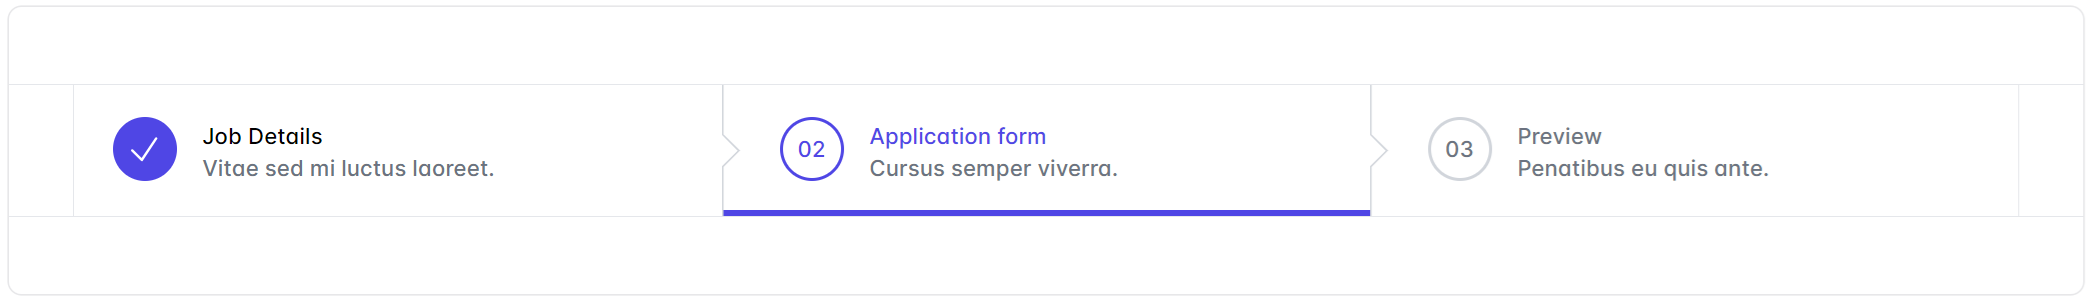 Job Details
Vitae sed mi luctus laoreet.
02
Application form
Cursus semper viverra.
03
Preview
Penatibus eu quis ante.